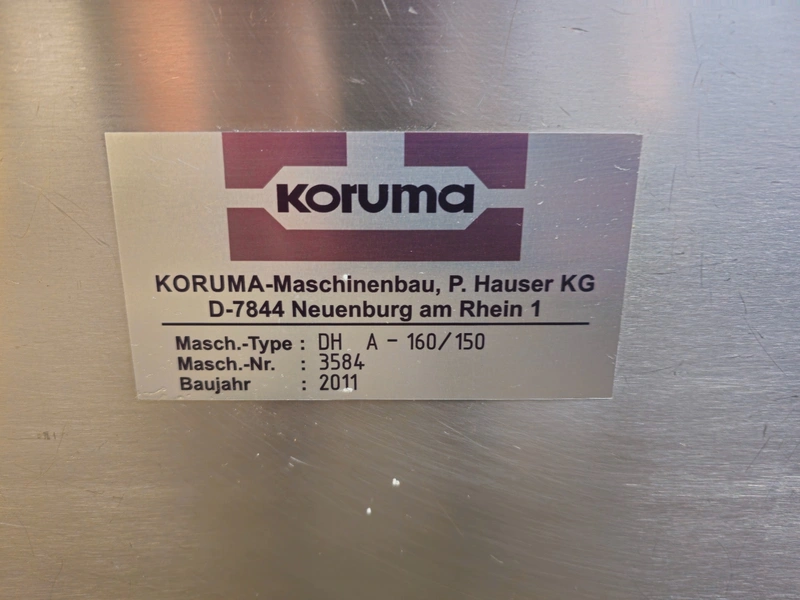 Koruma
KORUMA-Maschinenbau, P. Hauser KG
D-7844 Neuenburg am Rhein 1
Masch.-Type : DH A - 160/150
Masch.-Nr. : 3584
Baujahr : 2011